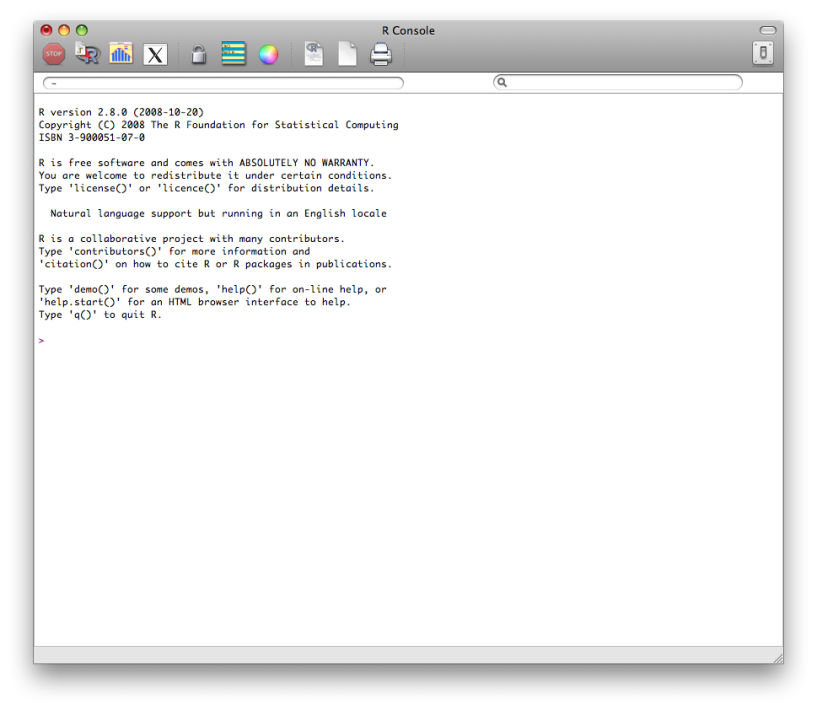 R Console
STOP
R
X
~
R version 2.8.0 (2008-10-20)
Copyright (C) 2008 The R Foundation for Statistical Computing
ISBN 3-900051-07-0
R is free software and comes with ABSOLUTELY NO WARRANTY.
You are welcome to redistribute it under certain conditions.
Type 'license()' or 'licence()' for distribution details.
Natural language support but running in an English locale
R is a collaborative project with many contributors.
Type 'contributors()' for more information and
'citation()' on how to cite R or R packages in publications.
Type 'demo()' for some demos, 'help()' for on-line help, or
'help.start()' for an HTML browser interface to help.
Type 'q()' to quit R.
>